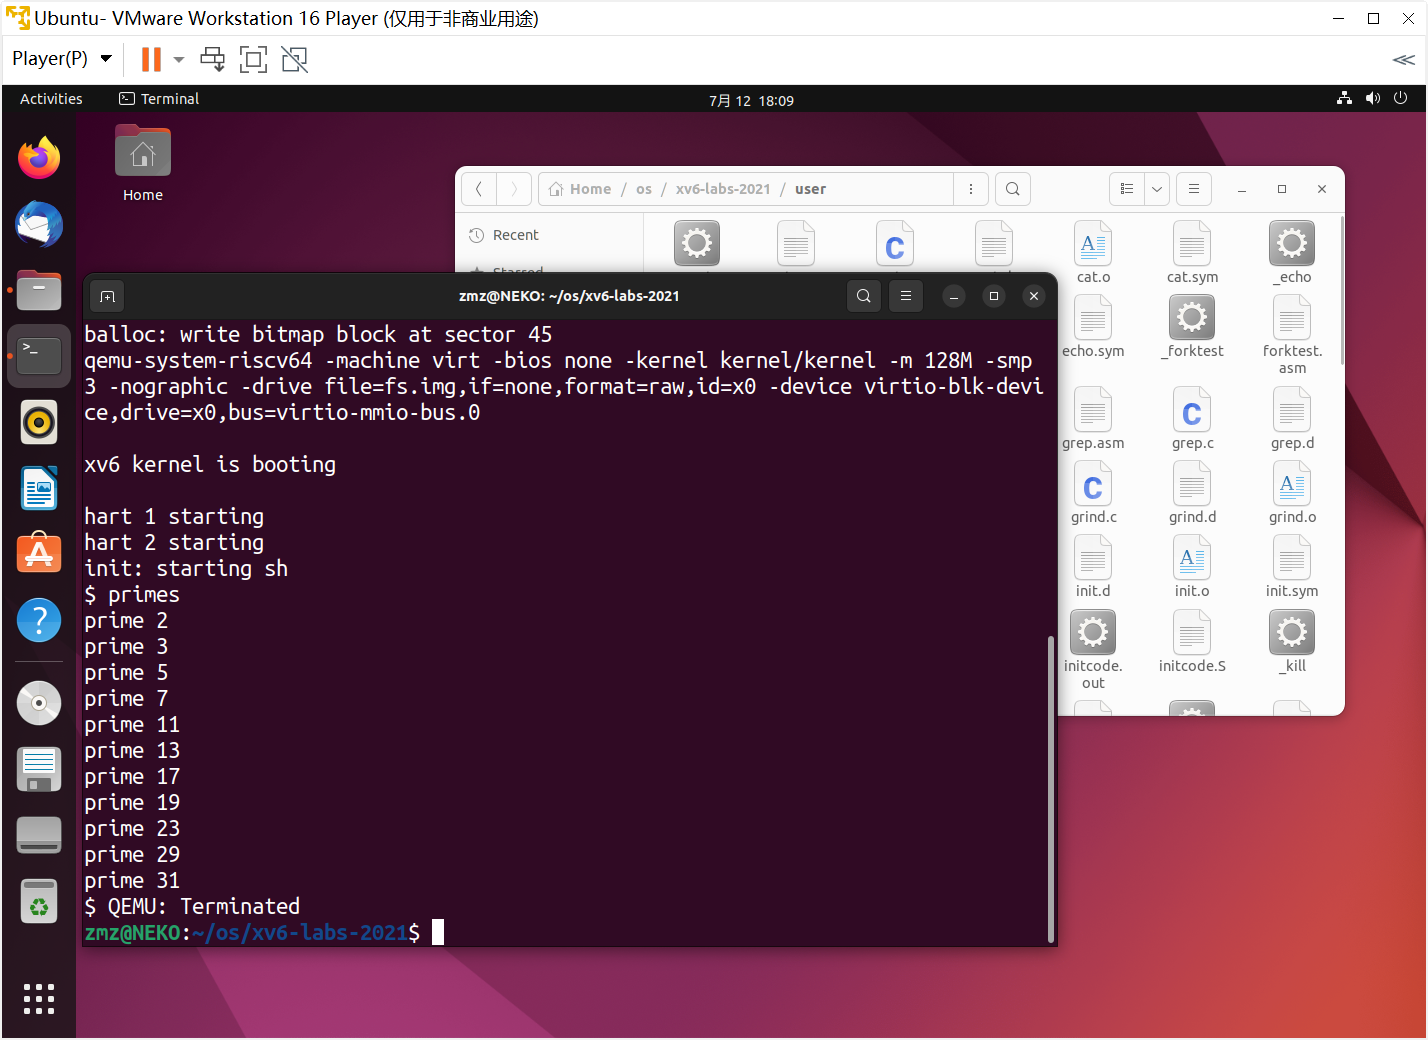 Ubuntu- VMware Workstation 16 Player (仅用于非商业用途)
Player(P)
Activities
Terminal
7月 12 18:09
Home
Home / os / xv6-labs-2021 / user
Recent
Starred
cat.o
cat.sym
_echo
echo.sym
_forktest
forktest.
asm
grep.asm
grep.c
grep.d
grind.c
grind.d
grind.o
init.d
init.o
init.sym
initcode.
out
initcode.S
_kill
zmz@NEKO: ~/os/xv6-labs-2021
balloc: write bitmap block at sector 45
qemu-system-riscv64 -machine virt -bios none -kernel kernel/kernel -m 128M -smp
3 -nographic -drive file=fs.img,if=none,format=raw,id=x0 -device virtio-blk-devi
ce,drive=x0,bus=virtio-mmio-bus.0
xv6 kernel is booting
hart 1 starting
hart 2 starting
init: starting sh
$ primes
prime 2
prime 3
prime 5
prime 7
prime 11
prime 13
prime 17
prime 19
prime 23
prime 29
prime 31
$ QEMU: Terminated
zmz@NEKO:~/os/xv6-labs-2021$